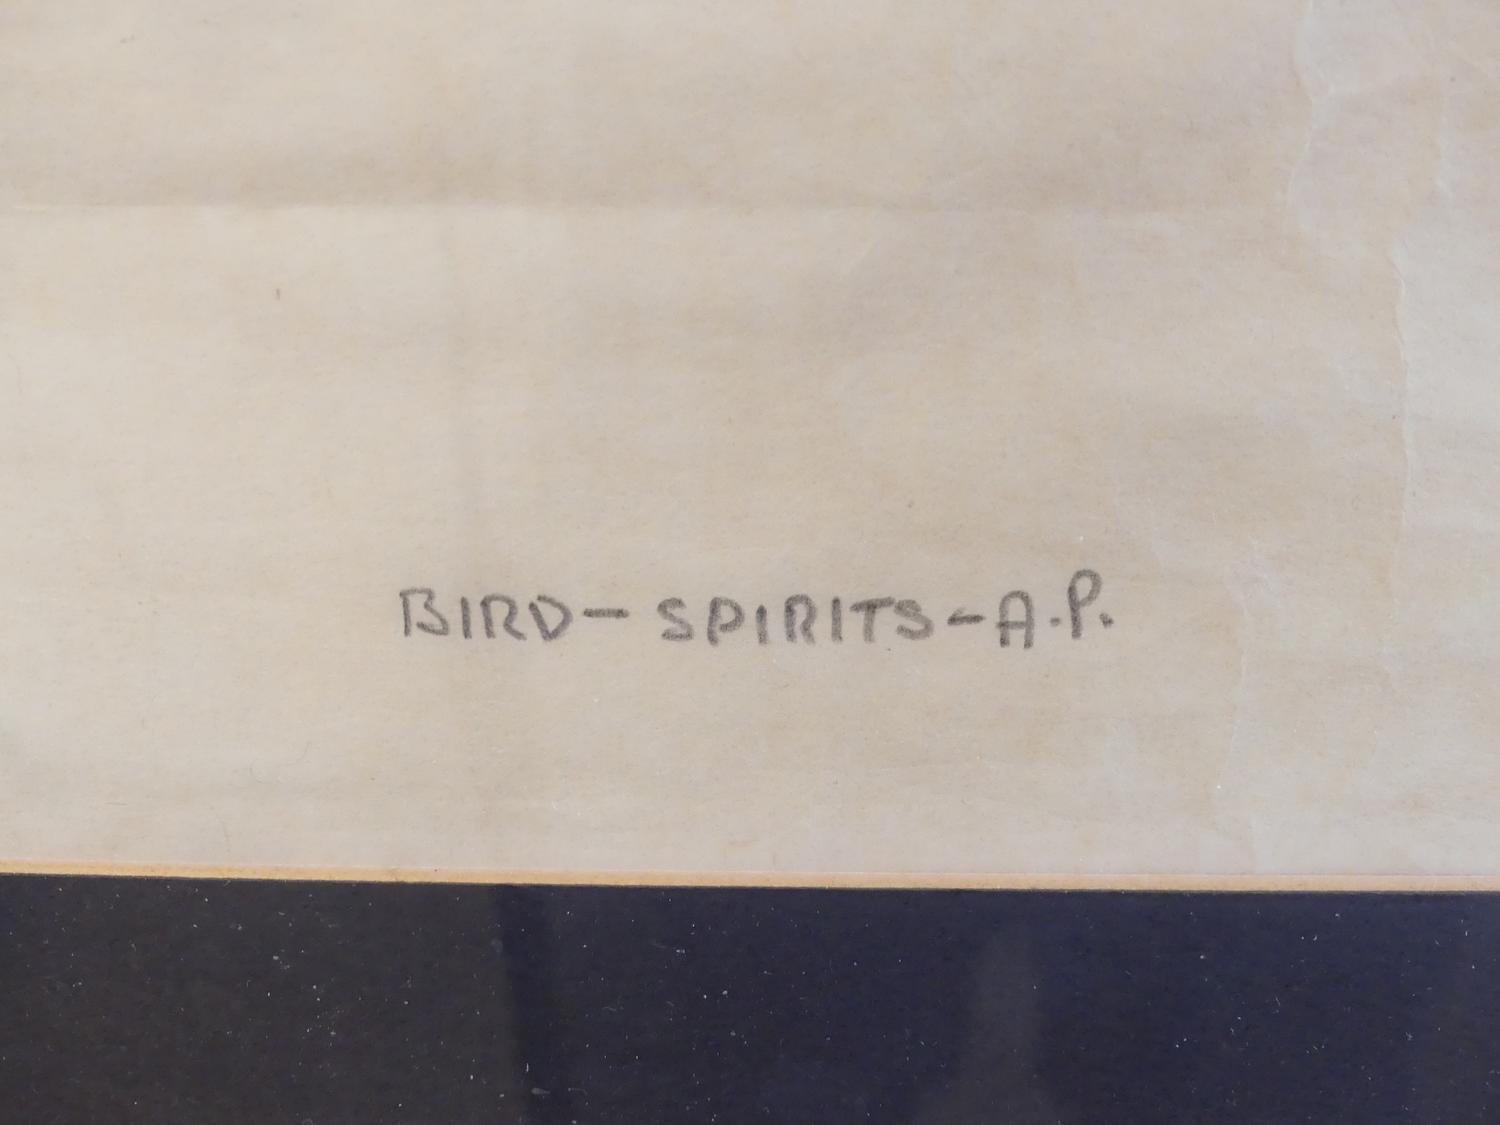 BIRD - SPIRITS - A.P.